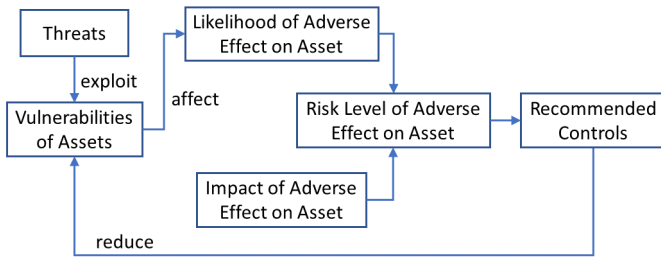 Threats
Likelihood of Adverse
Effect on Asset
exploit
affect
Vulnerabilities
of Assets
Risk Level of Adverse
Effect on Asset
Recommended
Controls
Impact of Adverse
Effect on Asset
reduce